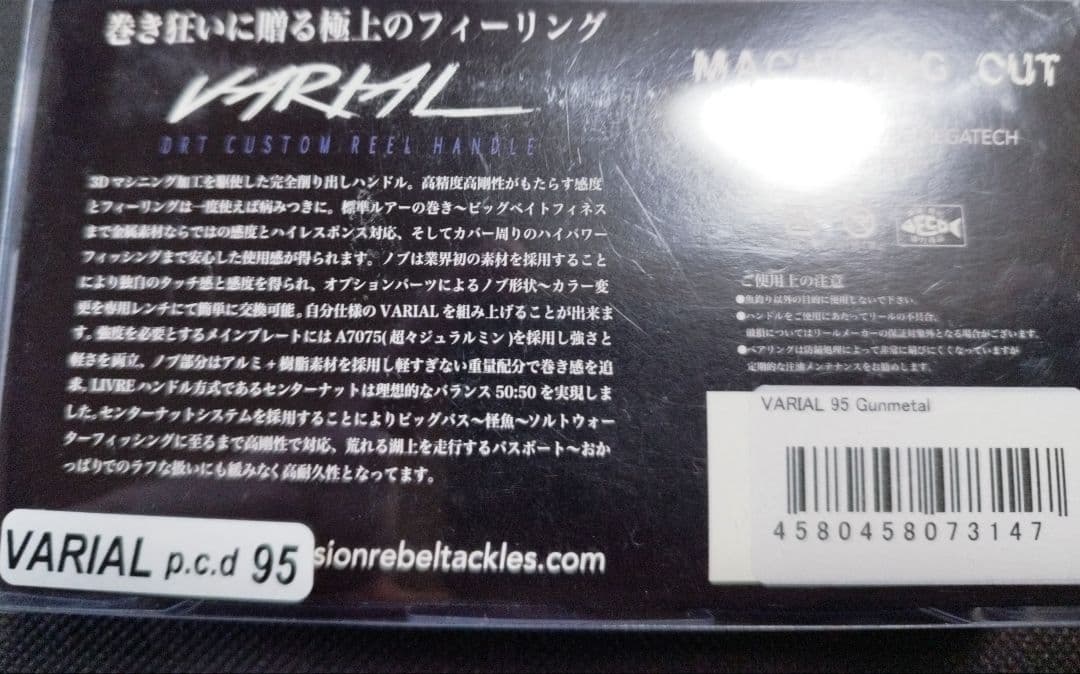 巻き狂いに贈る極上のフィーリング
VARIAL
DRT CUSTOM REEL HANDLE
3Dマシニング加工を駆使した完全削り出しハンドル。高精度高剛性がもたらす感度
とフィーリングは一度使えば病みつきに。標準ルアーの巻き〜ビッグベイトフィネス
まで金属素材ならではの感度とハイレスポンス対応、そしてカバー周りのハイパワー
フィッシングまで安心した使用感が得られます。ノブは業界初の素材を採用すること
により独自のタッチ感と感度を得られ、オプションパーツによるノブ形状〜カラー変
更を専用レンチにて簡単に交換可能。自分仕様のVARIALを組み上げることが出来ま
す。強度を必要とするメインプレートにはA7075(超々ジュラルミン)を採用し強さと
軽さを両立。ノブ部分はアルミ+樹脂素材を採用し軽すぎない重量配分で巻き感を追
求。LIVREハンドル方式であるセンターナットは理想的なバランス50:50を実現しま
した。センターナットシステムを採用することによりビッグバス〜怪魚〜ソルトウォー
ターフィッシングに至るまで高剛性で対応、荒れる湖上を走行するバスボート〜おか
っぱりでのラフな扱いにも緩みなく高耐久性となってます。
VARIAL p.c.d 95
sionrebeltackles.com
CUT
EGATECH
ご使用上の注意
●魚釣り以外の目的に使用しないで下さい。
●ハンドルをご使用にあたってリールの不具合、
破損についてはリールメーカーの保証対象外となる場合がございます。
●ベアリングは防錆処理によって非常に錆びにくくなっていますが
定期的な注油メンテナンスをお勧めします。
VARIAL 95 Gunmetal
4580458073147